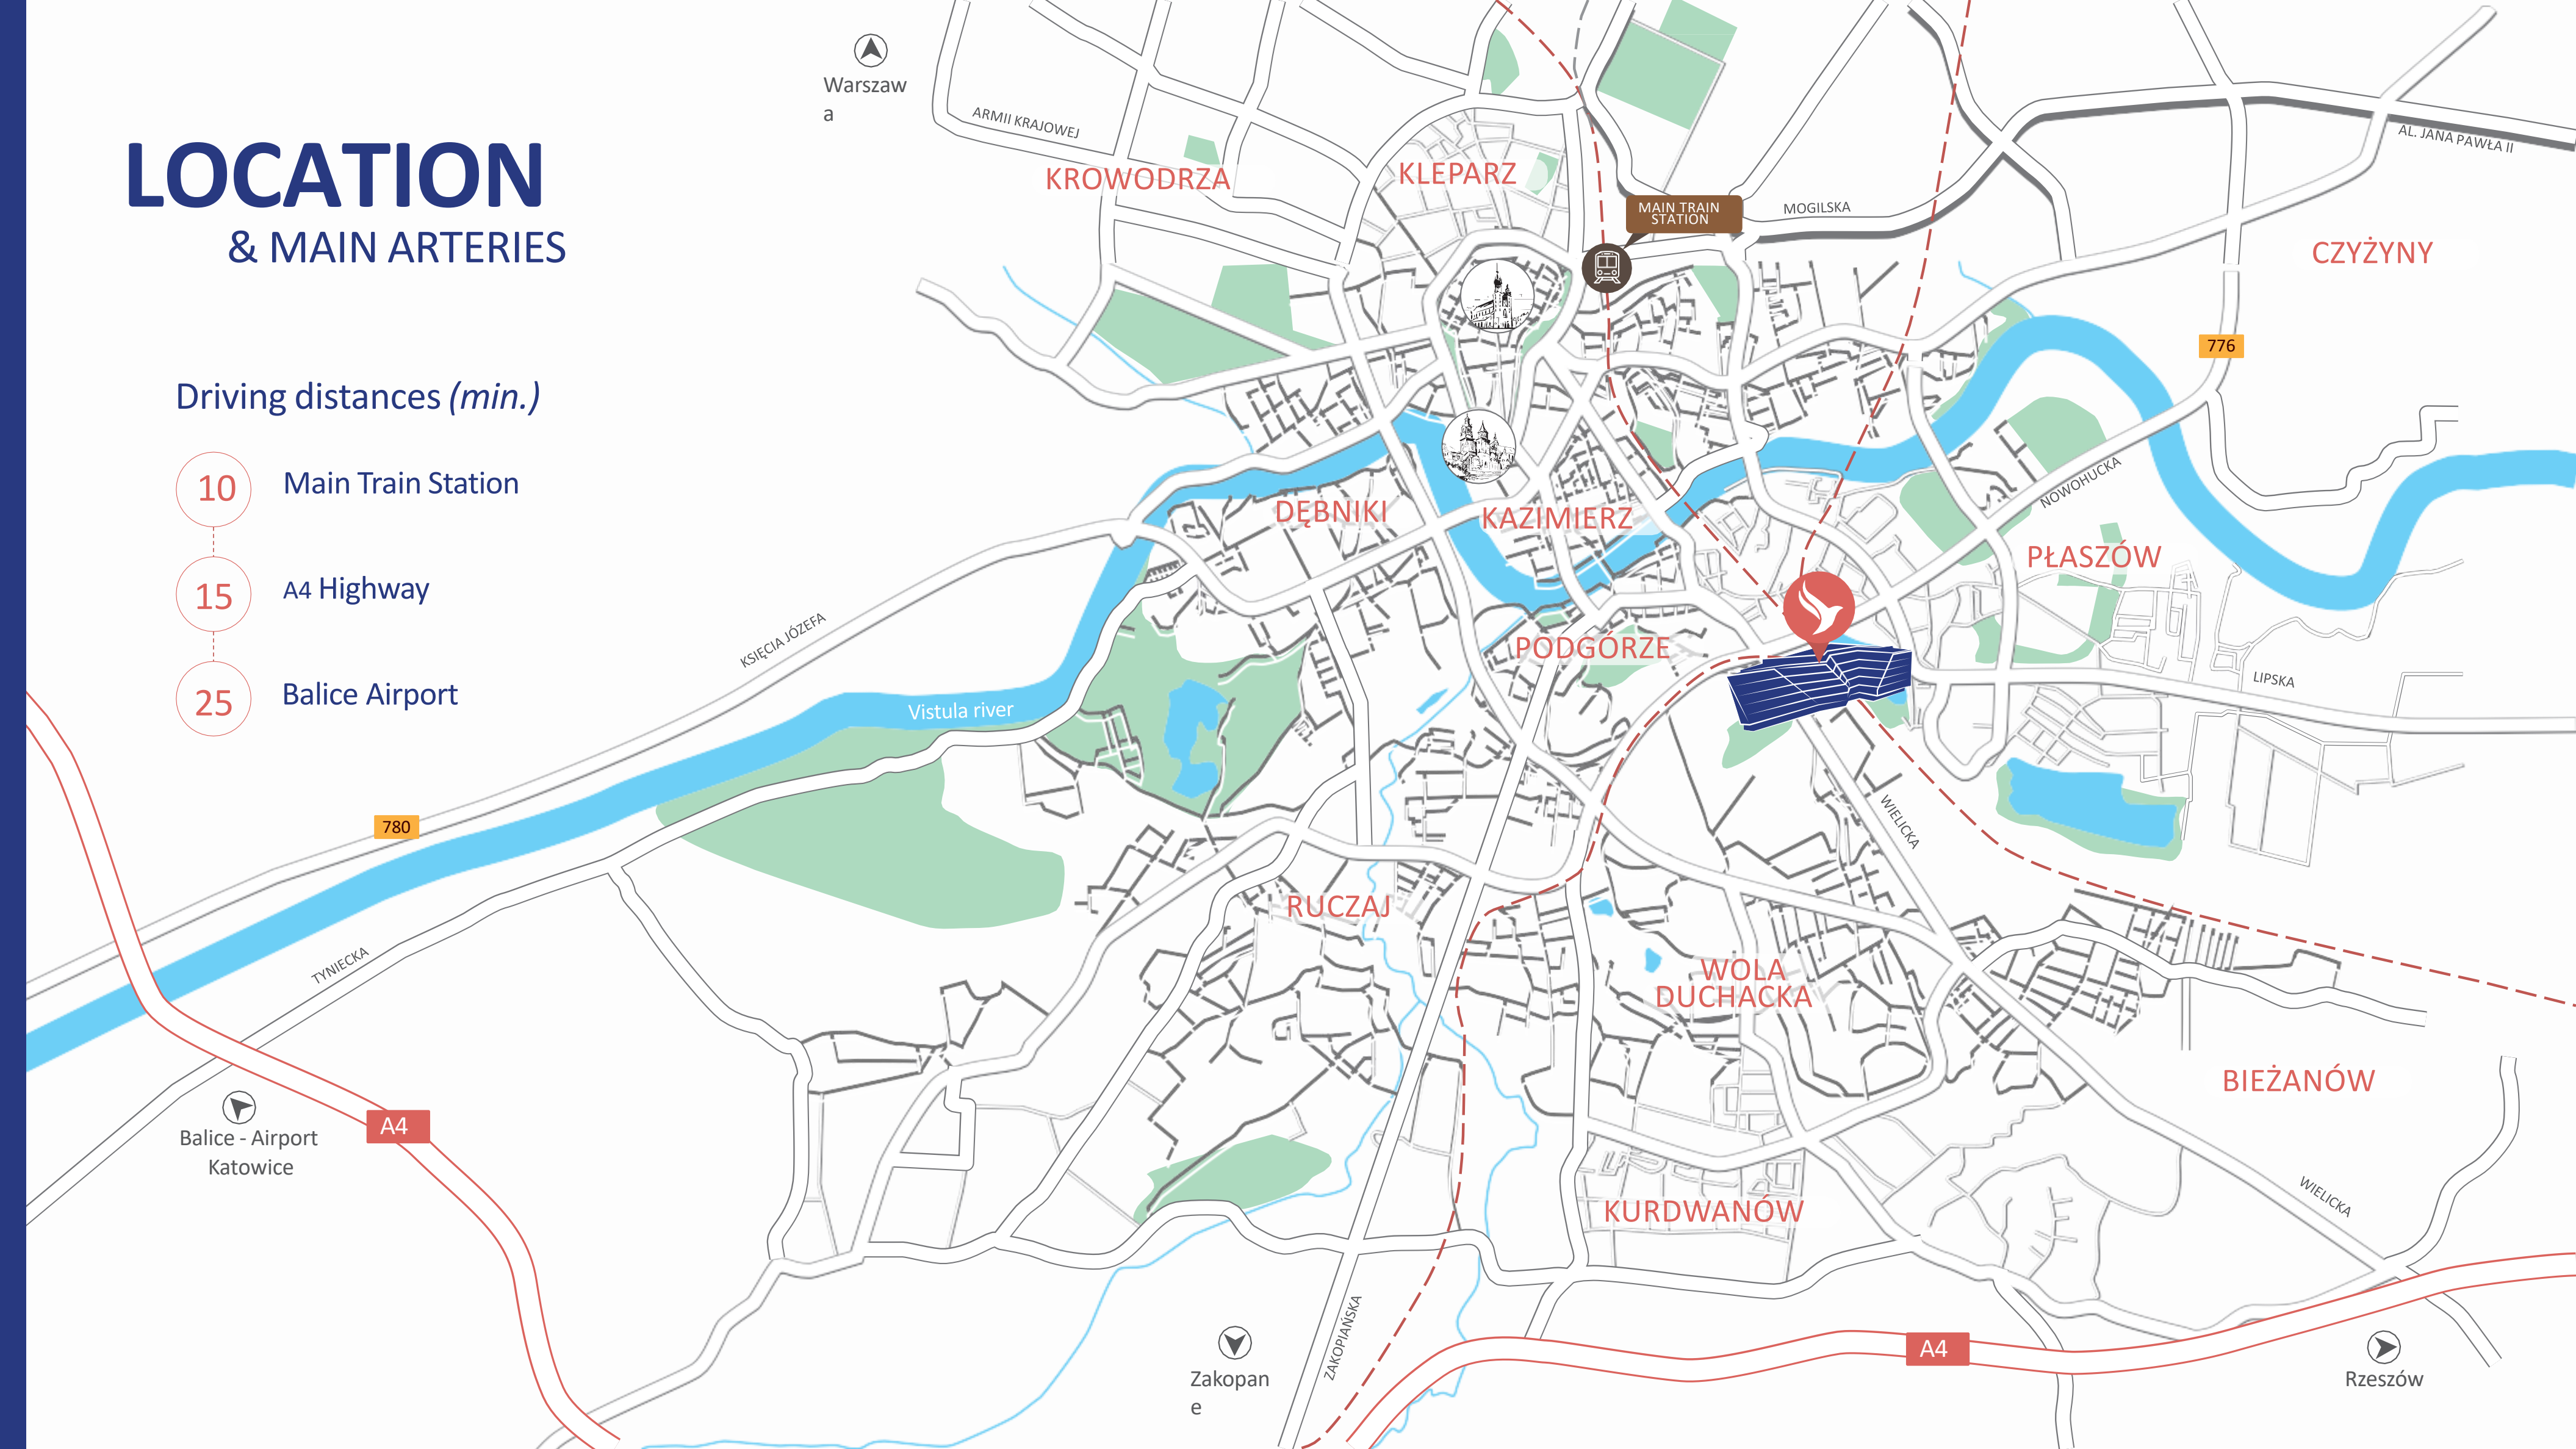 LOCATION
& MAIN ARTERIES
Driving distances (min.)
10 Main Train Station
15 A4 Highway
25 Balice Airport
Warszaw
a
ARMII KRAJOWEJ
KROWODRZA
KLEPARZ
MAIN TRAIN
STATION
MOGILSKA
AL. JANA PAWŁA II
CZYŻYNY
776
NOWOHUCKA
DĘBNIKI
KAZIMIERZ
PŁASZÓW
KSIĘCIA JÓZEFA
PODGÓRZE
LIPSKA
Vistula river
780
WIELICKA
RUCZAJ
TYNIECKA
WOLA
DUCHACKA
BIEŻANÓW
A4
Balice - Airport
Katowice
KURDWANÓW
WIELICKA
ZAKOPIAŃSKA
A4
Zakopan
e
Rzeszów